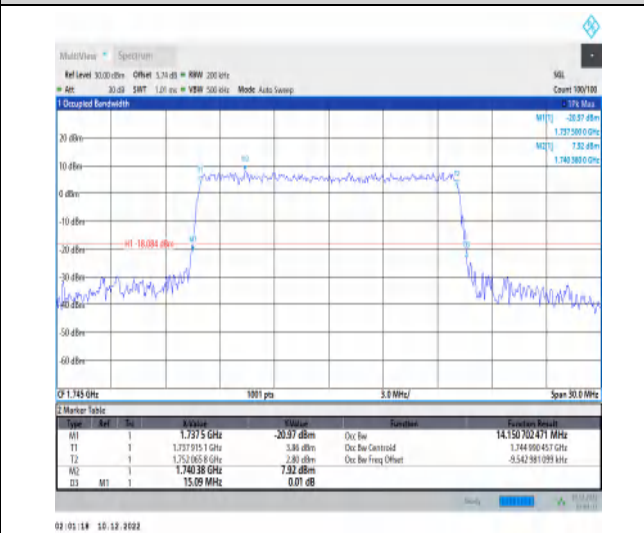 MultiView Spectrum
Ref Level 30.00 dBm Offset 5.74 dB RBW 200 kHz SGL
Att 30 dB SWT 1.01 ms VBW 500 kHz Mode Auto Sweep Count 100/100
1 Occupied Bandwidth 1Pk Max
M1[1] -20.97 dBm
1.737 500 0 GHz
M2[1] 7.92 dBm
1.740 380 0 GHz
20 dBm
10 dBm
0 dBm
-10 dBm
-20 dBm
H1 -18.084 dBm
-30 dBm
-40 dBm
-50 dBm
-60 dBm
CF 1.745 GHz 1001 pts 3.0 MHz/ Span 30.0 MHz
2 Marker Table
Type Ref Trc X-Value Y-Value Function Function Result
M1 1 1.7375 GHz -20.97 dBm Occ Bw 14.150 702 471 MHz
T1 1 1.737 915 1 GHz 5.86 dBm Occ Bw Centroid 1.744 990 457 GHz
T2 1 1.752 065 8 GHz 2.80 dBm Occ Bw Freq Offset -9.542 981 099 kHz
M2 1 1.740 38 GHz 7.92 dBm
D3 M1 1 15.09 MHz 0.01 dB
Ready
02:01:18 10.12.2022